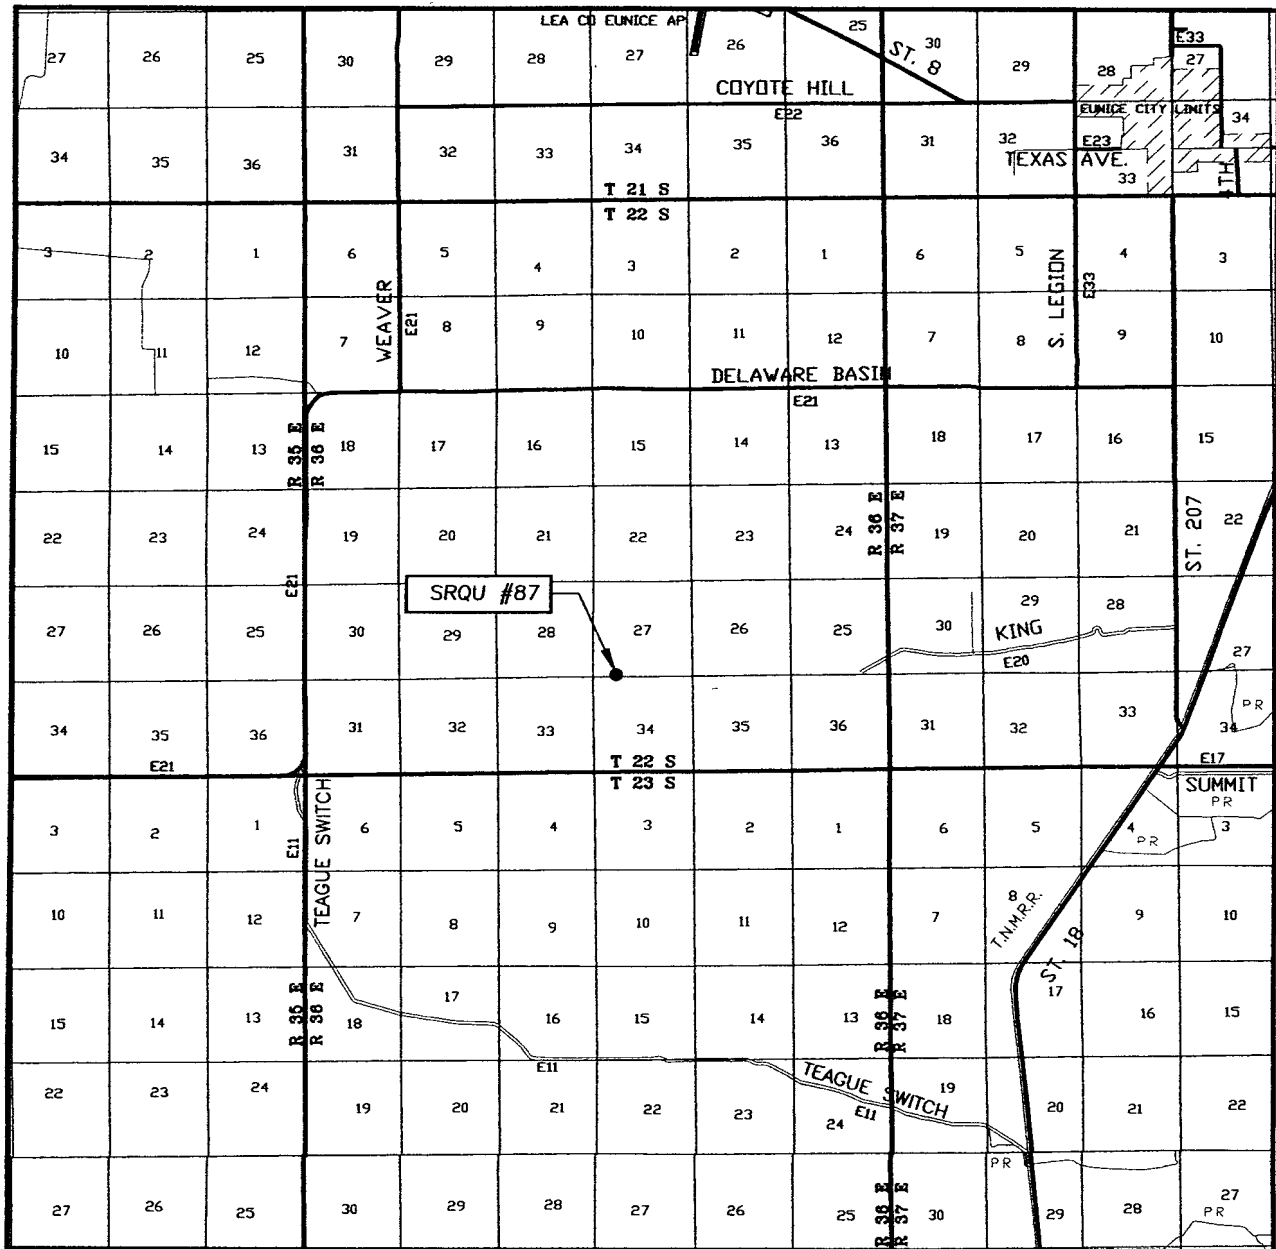 LEA CO EUNICE AP
27 26 25 30 29 28 27 26 25 30 29 28 27
ST. 8
E33
COYOTE HILL
E22
EUNICE CITY LIMITS
34 35 36 31 32 33 34 35 36 31 32 33 34
E23
TEXAS AVE.
4TH
T 21 S
T 22 S
3 2 1 6 5 4 3 2 1 6 5 4 3
WEAVER
E21
S. LEGION
E33
10 11 12 7 8 9 10 11 12 7 8 9 10
DELAWARE BASIN
E21
15 14 13 18 17 16 15 14 13 18 17 16 15
R 35 E
R 36 E
22 23 24 19 20 21 22 23 24 19 20 21 22
R 36 E
R 37 E
ST. 207
E21
SRQU #87
27 26 25 30 29 28 27 26 25 30 29 28 27
KING
E20
PR
34 35 36 31 32 33 34 35 36 31 32 33 34
E21
T 22 S
T 23 S
E17
SUMMIT
PR
3 2 1 6 5 4 3 2 1 6 5 4 3
PR
E11
TEAGUE SWITCH
10 11 12 7 8 9 10 11 12 7 8 9 10
T.N.M.R.R.
ST. 18
15 14 13 18 17 16 15 14 13 18 17 16 15
R 35 E
R 36 E
R 36 E
R 37 E
E11
TEAGUE SWITCH
E11
22 23 24 19 20 21 22 23 24 19 20 21 22
PR
27 26 25 30 29 28 27 26 25 30 29 28 27
R 36 E
R 37 E
PR